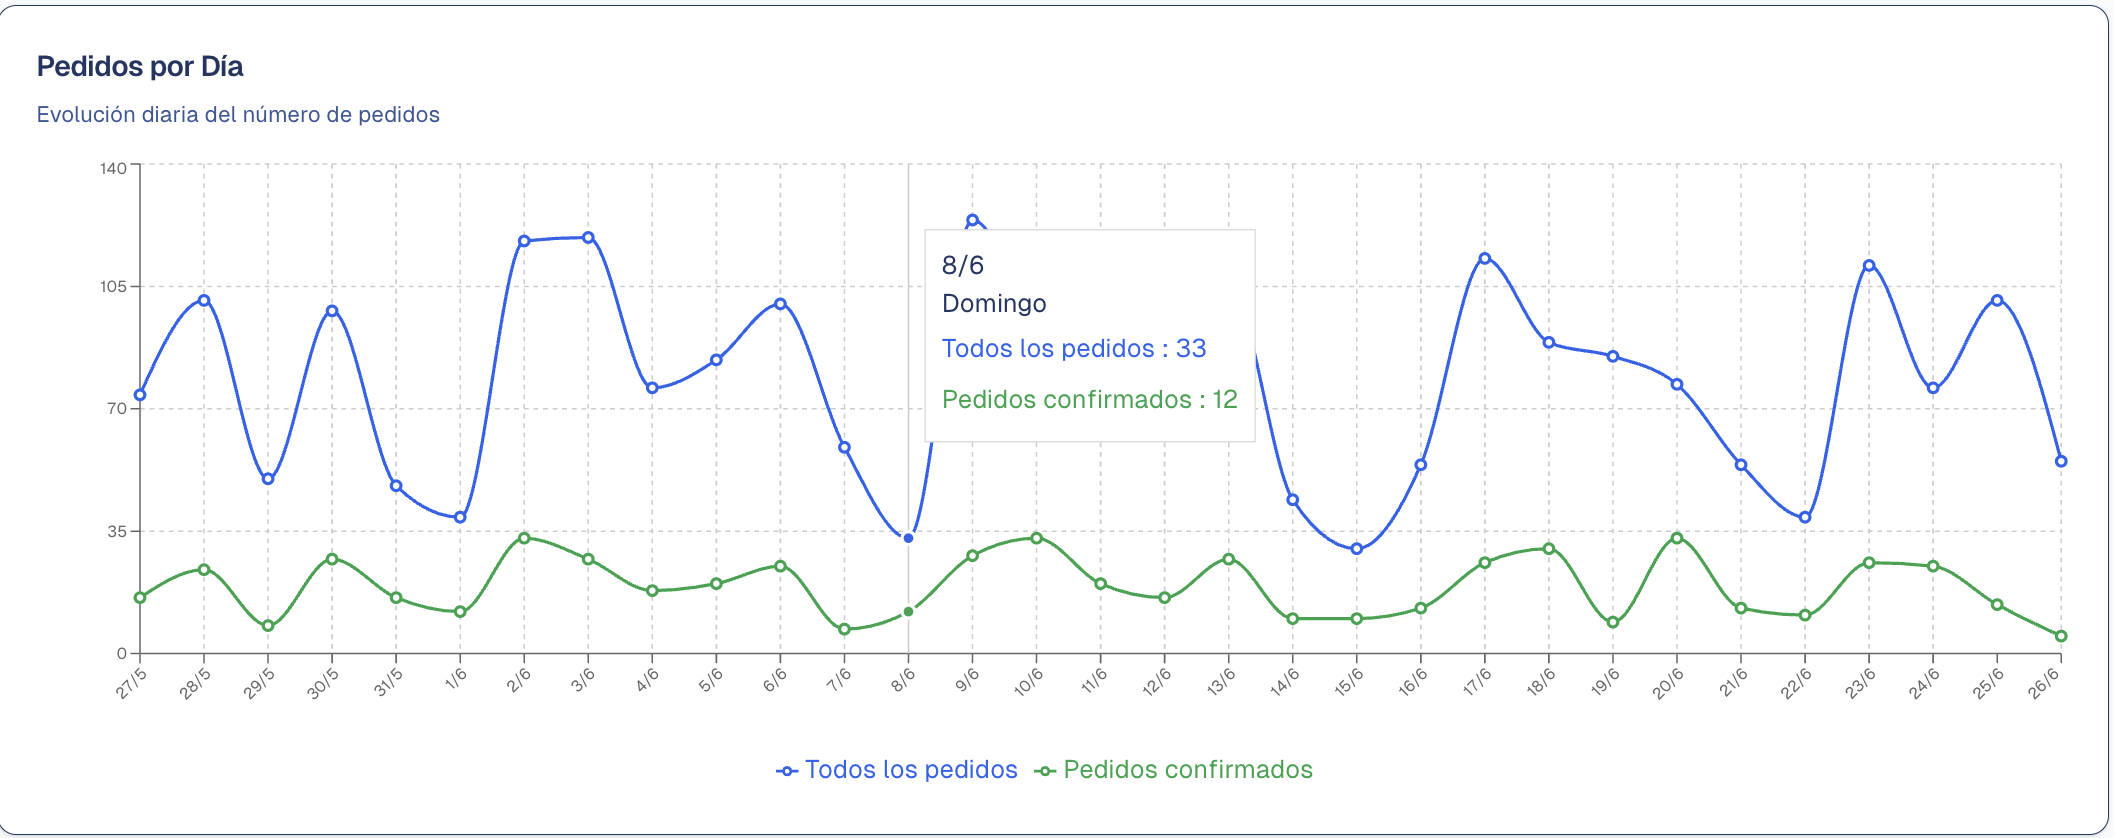 Pedidos por Día
Evolución diaria del número de pedidos
140
105
70
35
0
8/6
Domingo
Todos los pedidos : 33
Pedidos confirmados : 12
27/5 28/5 29/5 30/5 31/5 1/6 2/6 3/6 4/6 5/6 6/6 7/6 8/6 9/6 10/6 11/6 12/6 13/6 14/6 15/6 16/6 17/6 18/6 19/6 20/6 21/6 22/6 23/6 24/6 25/6 26/6
Todos los pedidos Pedidos confirmados